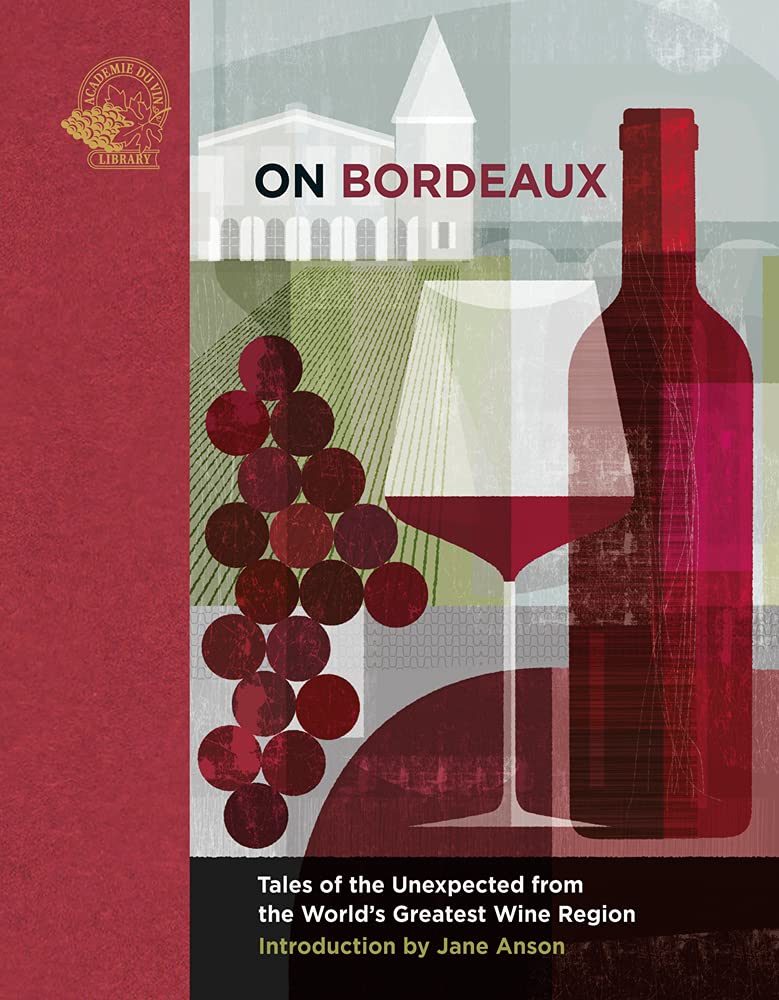 ACADEMIE DU VIN
LIBRARY
ON BORDEAUX
Tales of the Unexpected from
the World's Greatest Wine Region
Introduction by Jane Anson